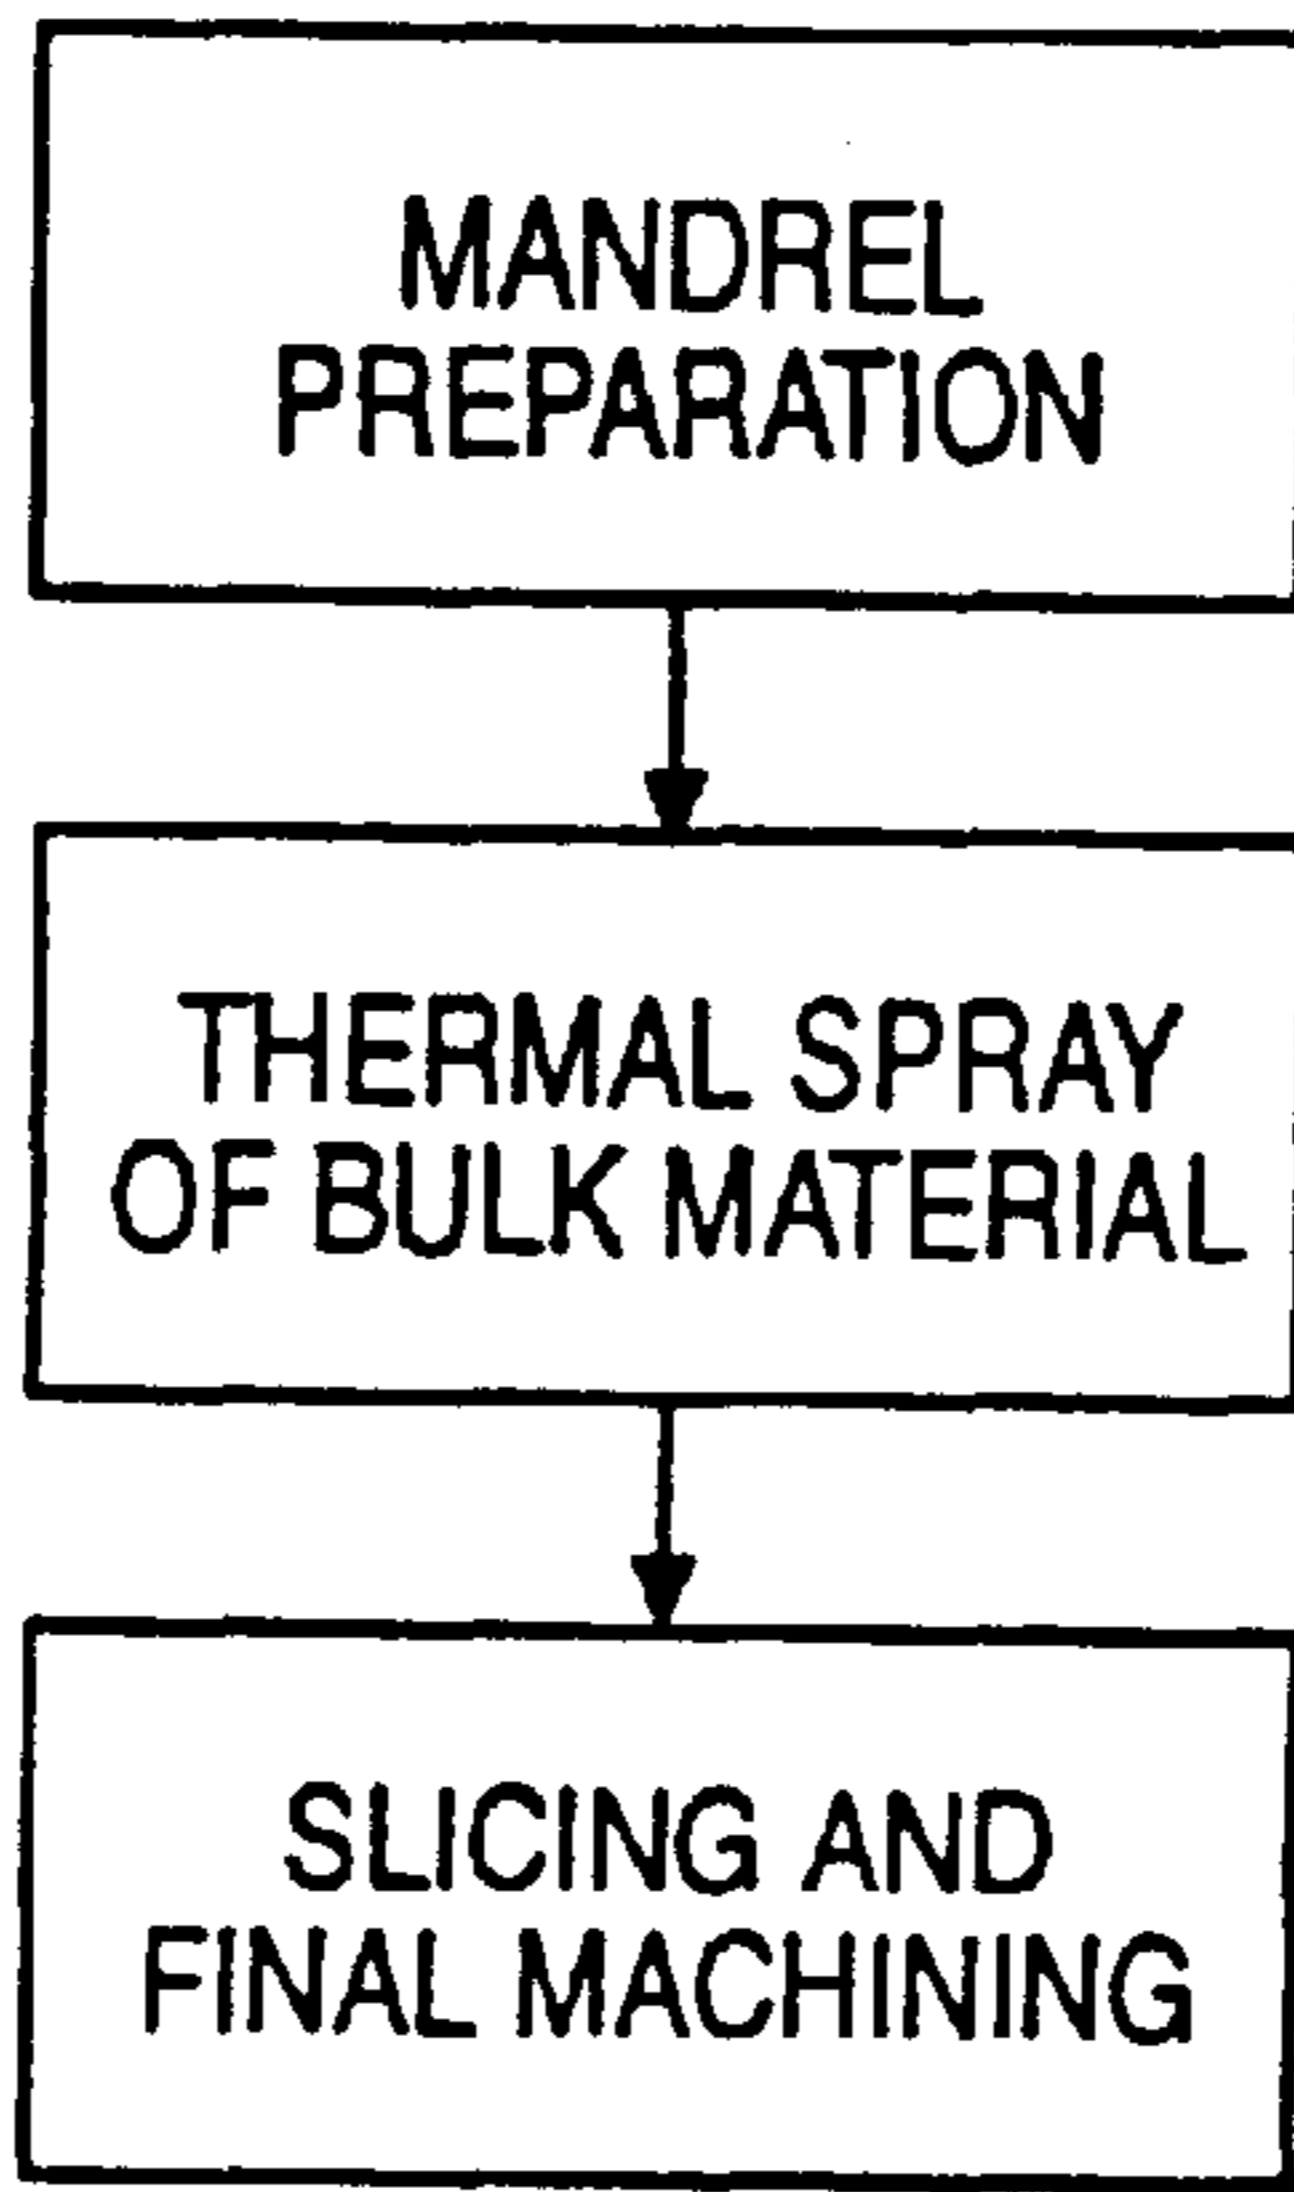 MANDREL
PREPARATION
THERMAL SPRAY
OF BULK MATERIAL
SLICING AND
FINAL MACHINING